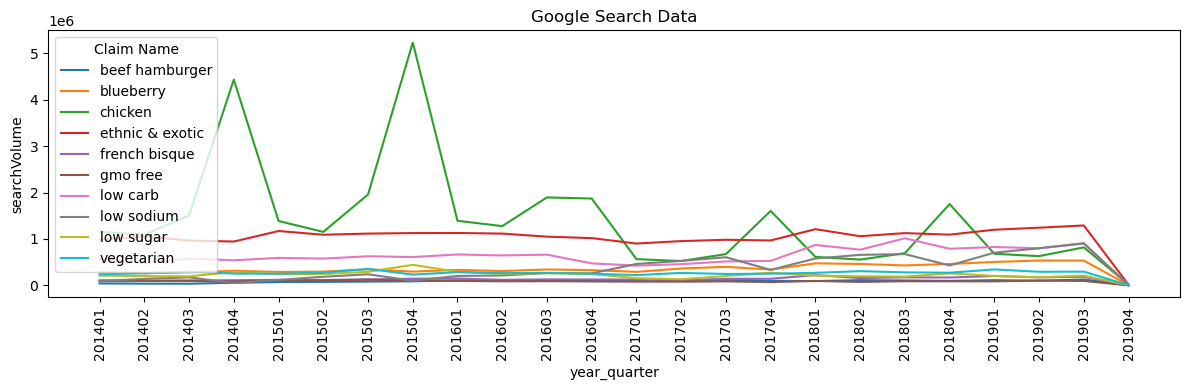 Google Search Data
1e6
Claim Name
beef hamburger
blueberry
chicken
ethnic & exotic
french bisque
gmo free
low carb
low sodium
low sugar
vegetarian
5
4
3
2
1
0
searchVolume
201401
201402
201403
201404
201501
201502
201503
201504
201601
201602
201603
201604
201701
201702
201703
201704
201801
201802
201803
201804
201901
201902
201903
201904
year_quarter